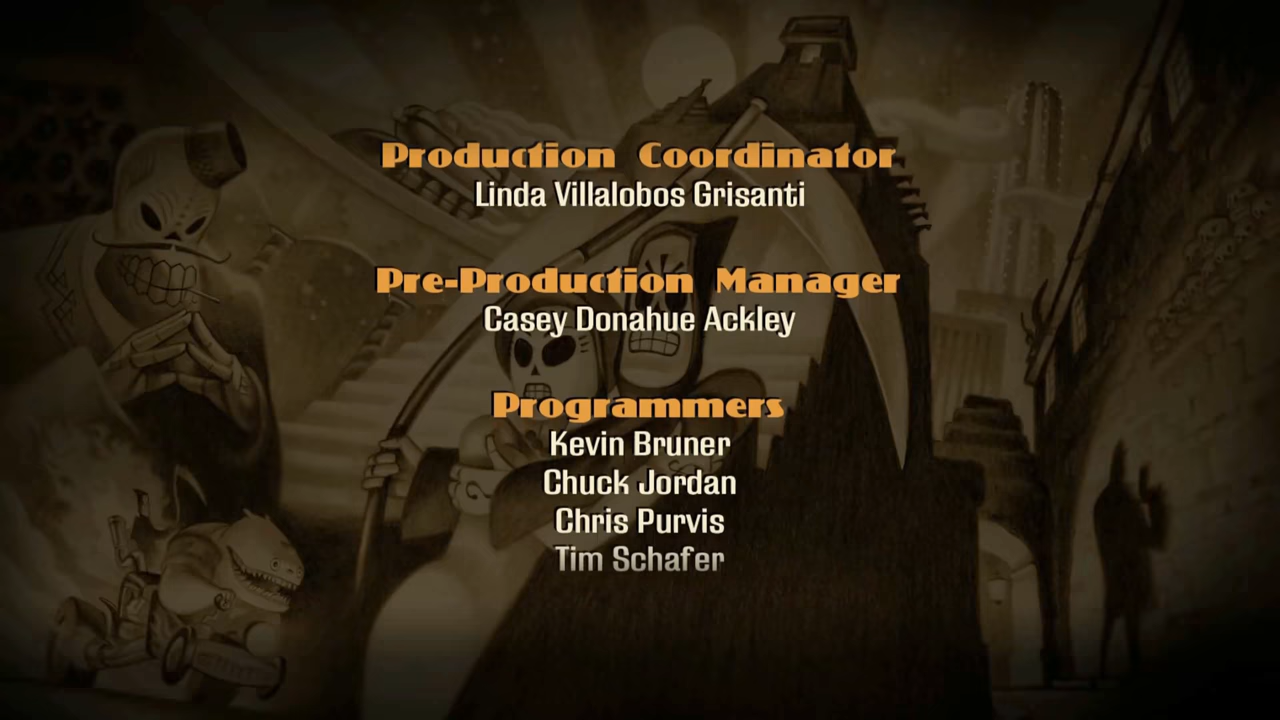 Production Coordinator
Linda Villalobos Grisanti
Pre-Production Manager
Casey Donahue Ackley
Programmers
Kevin Bruner
Chuck Jordan
Chris Purvis
Tim Schafer